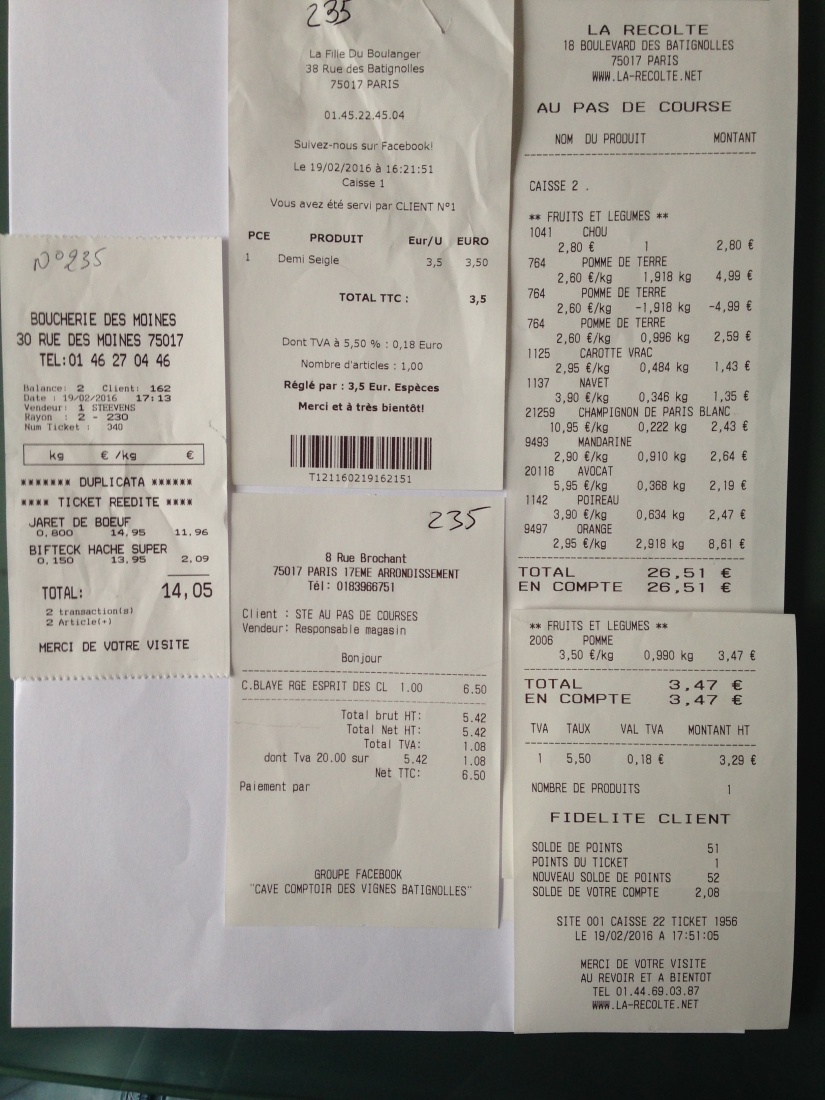 N°235
BOUCHERIE DES MOINES
30 RUE DES MOINES 75017
TEL:01 46 27 04 46
Balance: 2 Client: 162
Date : 19/02/2016 17:13
Vendeur: 1 STEEVENS
Rayon : 2 - 230
Num Ticket : 340
kg € /kg €
******* DUPLICATA ******
**** TICKET REEDITE ****
JARET DE BOEUF
0,800 14,95 11,96
BIFTECK HACHE SUPER
0,150 13,95 2,09
TOTAL: 14,05
2 transaction(s)
2 Article(+)
MERCI DE VOTRE VISITE
235
La Fille Du Boulanger
38 Rue des Batignolles
75017 PARIS
01.45.22.45.04
Suivez-nous sur Facebook!
Le 19/02/2016 à 16:21:51
Caisse 1
Vous avez été servi par CLIENT N°1
PCE PRODUIT Eur/U EURO
1 Demi Seigle 3,5 3,50
TOTAL TTC : 3,5
Dont TVA à 5,50 % : 0,18 Euro
Nombre d'articles : 1,00
Réglé par : 3,5 Eur. Espèces
Merci et à très bientôt!
T121160219162151
235
8 Rue Brochant
75017 PARIS 17EME ARRONDISSEMENT
Tél: 0183966751
Client : STE AU PAS DE COURSES
Vendeur: Responsable magasin
Bonjour
C.BLAYE RGE ESPRIT DES CL 1.00 6.50
Total brut HT: 5.42
Total Net HT: 5.42
Total TVA: 1.08
dont Tva 20.00 sur 5.42 1.08
Net TTC: 6.50
Paiement par
GROUPE FACEBOOK
"CAVE COMPTOIR DES VIGNES BATIGNOLLES"
LA RECOLTE
18 BOULEVARD DES BATIGNOLLES
75017 PARIS
WWW.LA-RECOLTE.NET
AU PAS DE COURSE
NOM DU PRODUIT MONTANT
CAISSE 2 .
** FRUITS ET LEGUMES **
1041 CHOU
2,80 € 1 2,80 €
764 POMME DE TERRE
2,60 €/kg 1,918 kg 4,99 €
764 POMME DE TERRE
2,60 €/kg -1,918 kg -4,99 €
764 POMME DE TERRE
2,60 €/kg 0,996 kg 2,59 €
1125 CAROTTE VRAC
2,95 €/kg 0,484 kg 1,43 €
1137 NAVET
3,90 €/kg 0,346 kg 1,35 €
21259 CHAMPIGNON DE PARIS BLANC
10,95 €/kg 0,222 kg 2,43 €
9493 MANDARINE
2,90 €/kg 0,910 kg 2,64 €
20118 AVOCAT
5,95 €/kg 0,368 kg 2,19 €
1142 POIREAU
3,90 €/kg 0,634 kg 2,47 €
9497 ORANGE
2,95 €/kg 2,918 kg 8,61 €
TOTAL 26,51 €
EN COMPTE 26,51 €
** FRUITS ET LEGUMES **
2006 POMME
3,50 €/kg 0,990 kg 3,47 €
TOTAL 3,47 €
EN COMPTE 3,47 €
TVA TAUX VAL TVA MONTANT HT
1 5,50 0,18 € 3,29 €
NOMBRE DE PRODUITS 1
FIDELITE CLIENT
SOLDE DE POINTS 51
POINTS DU TICKET 1
NOUVEAU SOLDE DE POINTS 52
SOLDE DE VOTRE COMPTE 2,08
SITE 001 CAISSE 22 TICKET 1956
LE 19/02/2016 A 17:51:05
MERCI DE VOTRE VISITE
AU REVOIR ET A BIENTOT
TEL 01.44.69.03.87
WWW.LA-RECOLTE.NET